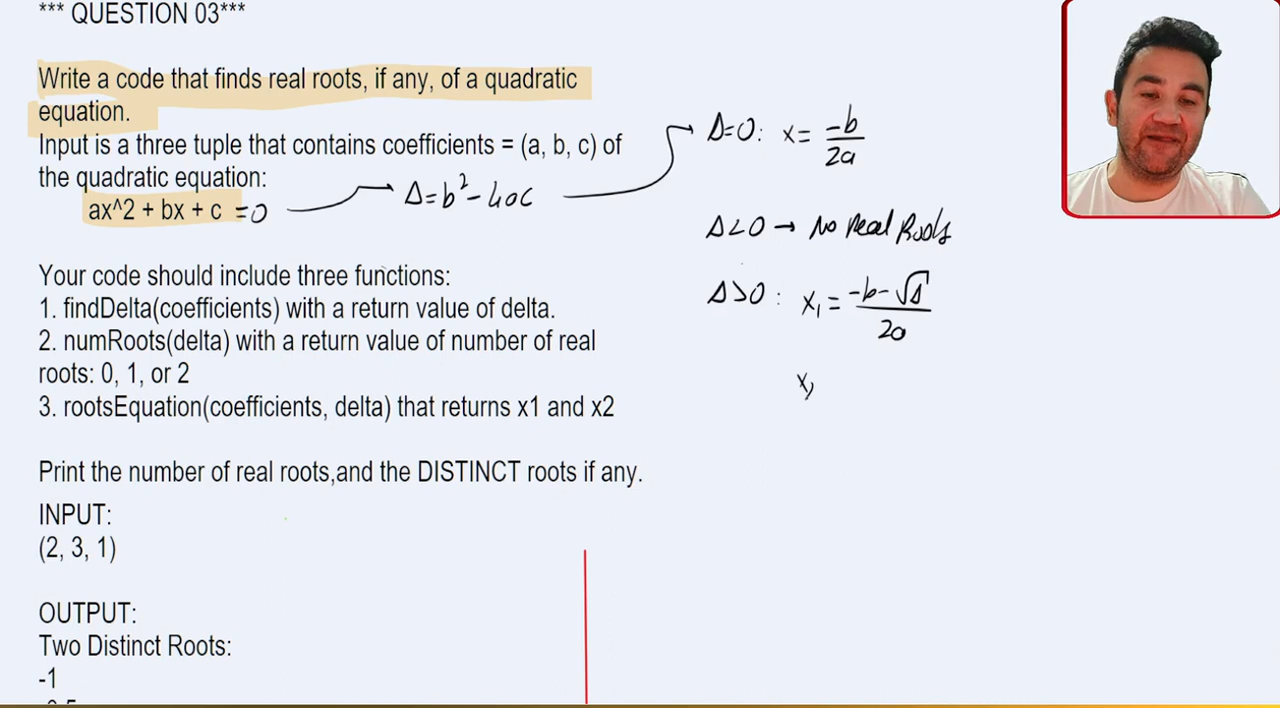 *** QUESTION 03***
Write a code that finds real roots, if any, of a quadratic
equation.
Input is a three tuple that contains coefficients = (a, b, c) of
the quadratic equation:
ax^2 + bx + c =0
Δ=b²-4ac
Δ=0: x= -b/2a
Δ<0 → No Real Roots
Δ>0: x₁ = -b-√Δ/2a
x,
Your code should include three functions:
1. findDelta(coefficients) with a return value of delta.
2. numRoots(delta) with a return value of number of real
roots: 0, 1, or 2
3. rootsEquation(coefficients, delta) that returns x1 and x2
Print the number of real roots,and the DISTINCT roots if any.
INPUT:
(2, 3, 1)
OUTPUT:
Two Distinct Roots:
-1